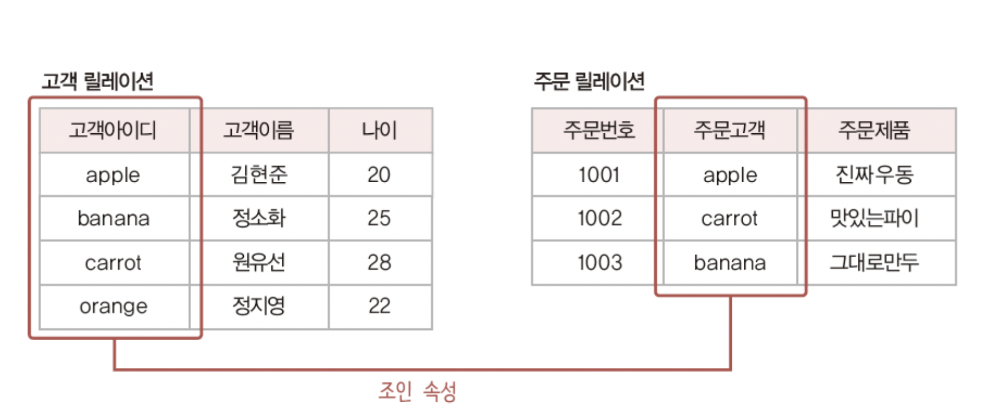 고객 릴레이션
고객아이디 고객이름 나이
apple 김현준 20
banana 정소화 25
carrot 원유선 28
orange 정지영 22
주문 릴레이션
주문번호 주문고객 주문제품
1001 apple 진짜우동
1002 carrot 맛있는파이
1003 banana 그대로만두
조인 속성